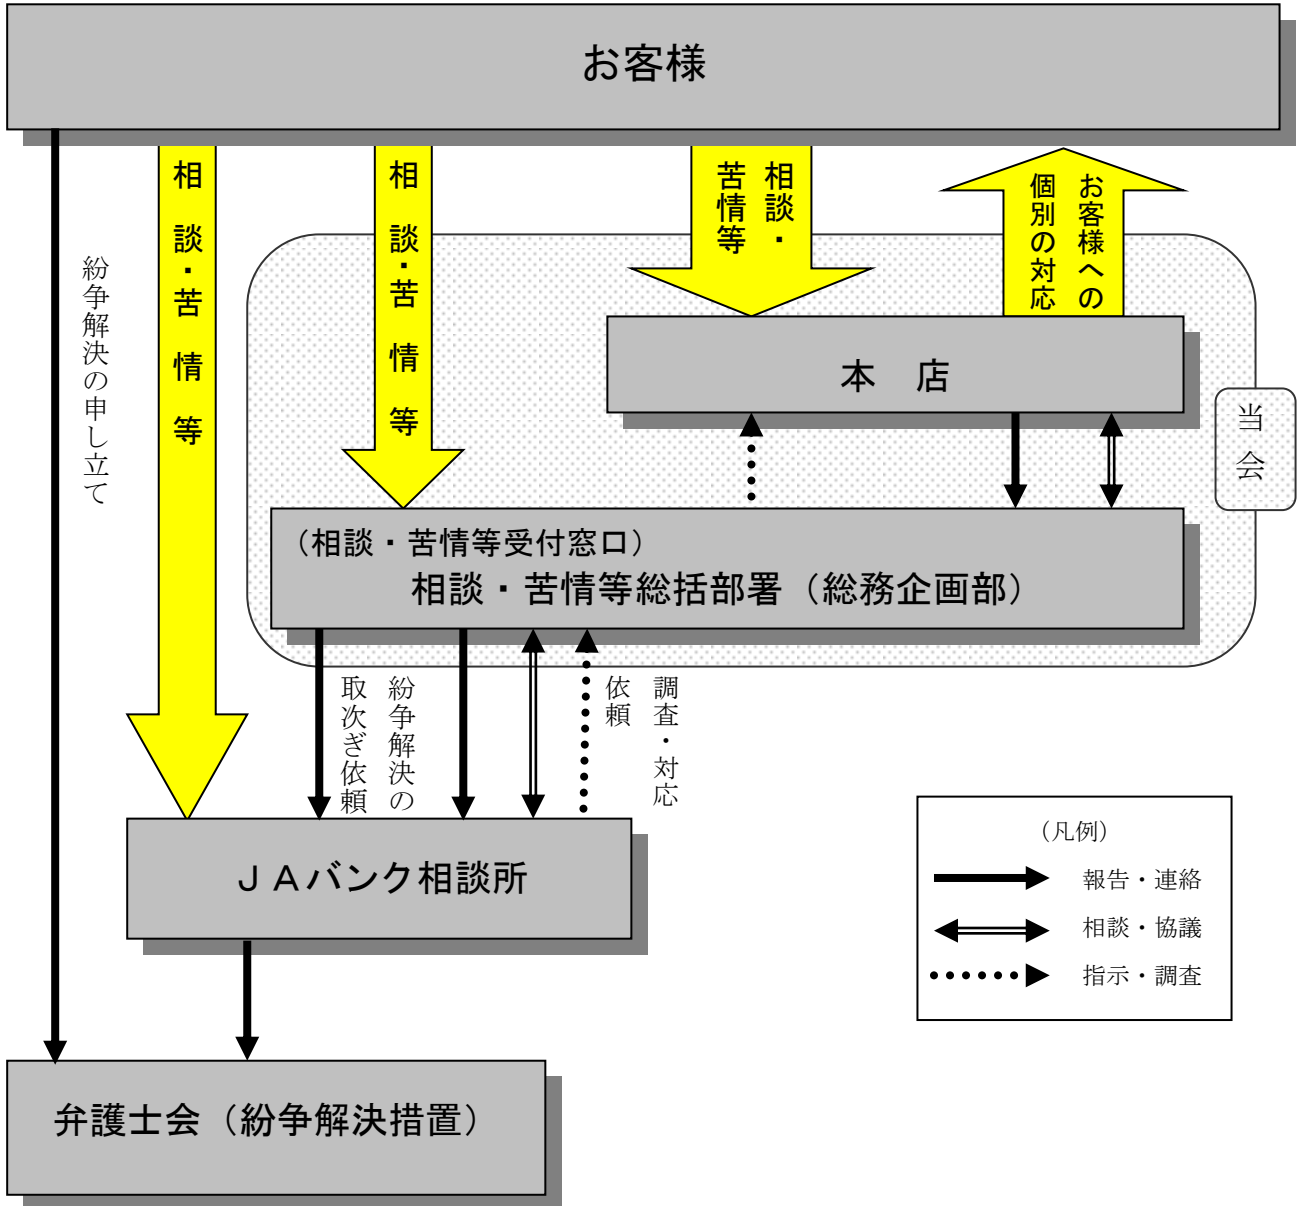 お客様
紛争解決の申し立て
相談・苦情等
相談・苦情等
相談・
苦情等
お客様への
個別の対応
本　店
当会
（相談・苦情等受付窓口）
相談・苦情等総括部署（総務企画部）
紛争解決の
取次ぎ依頼
調査・対応
依頼
ＪＡバンク相談所
（凡例）
報告・連絡
相談・協議
指示・調査
弁護士会（紛争解決措置）